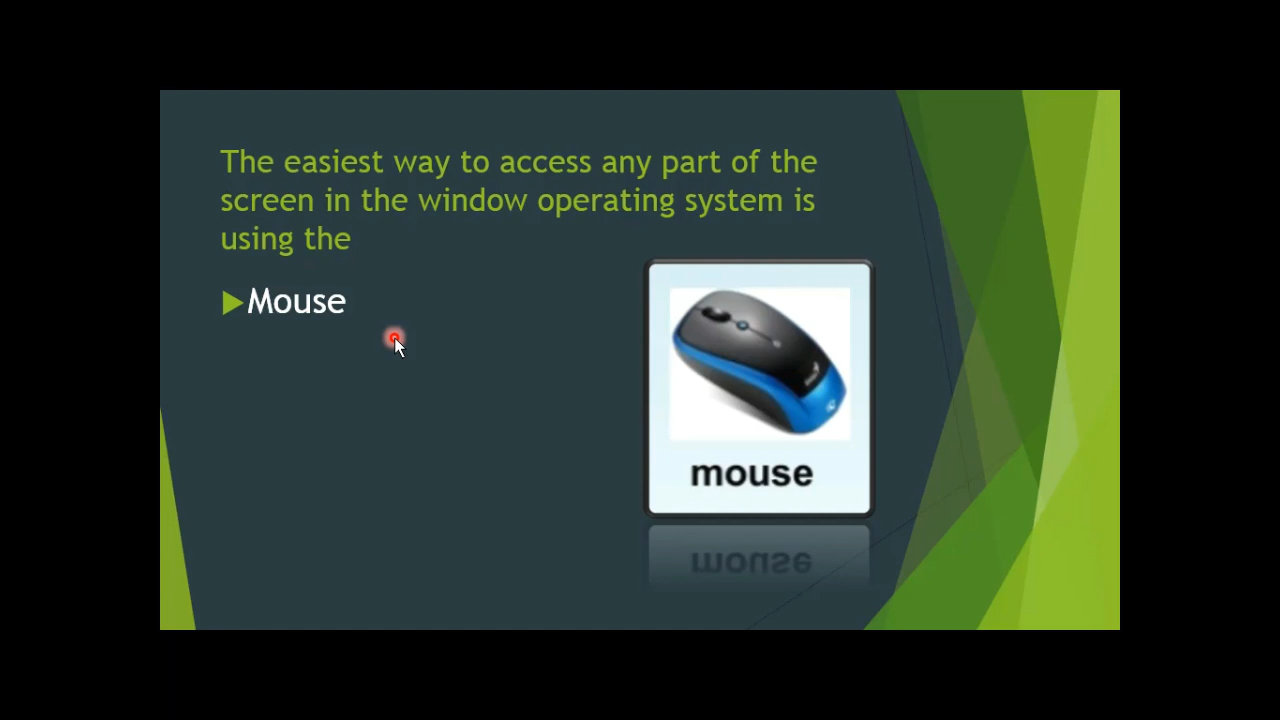 The easiest way to access any part of the
screen in the window operating system is
using the
Mouse
mouse
mouse